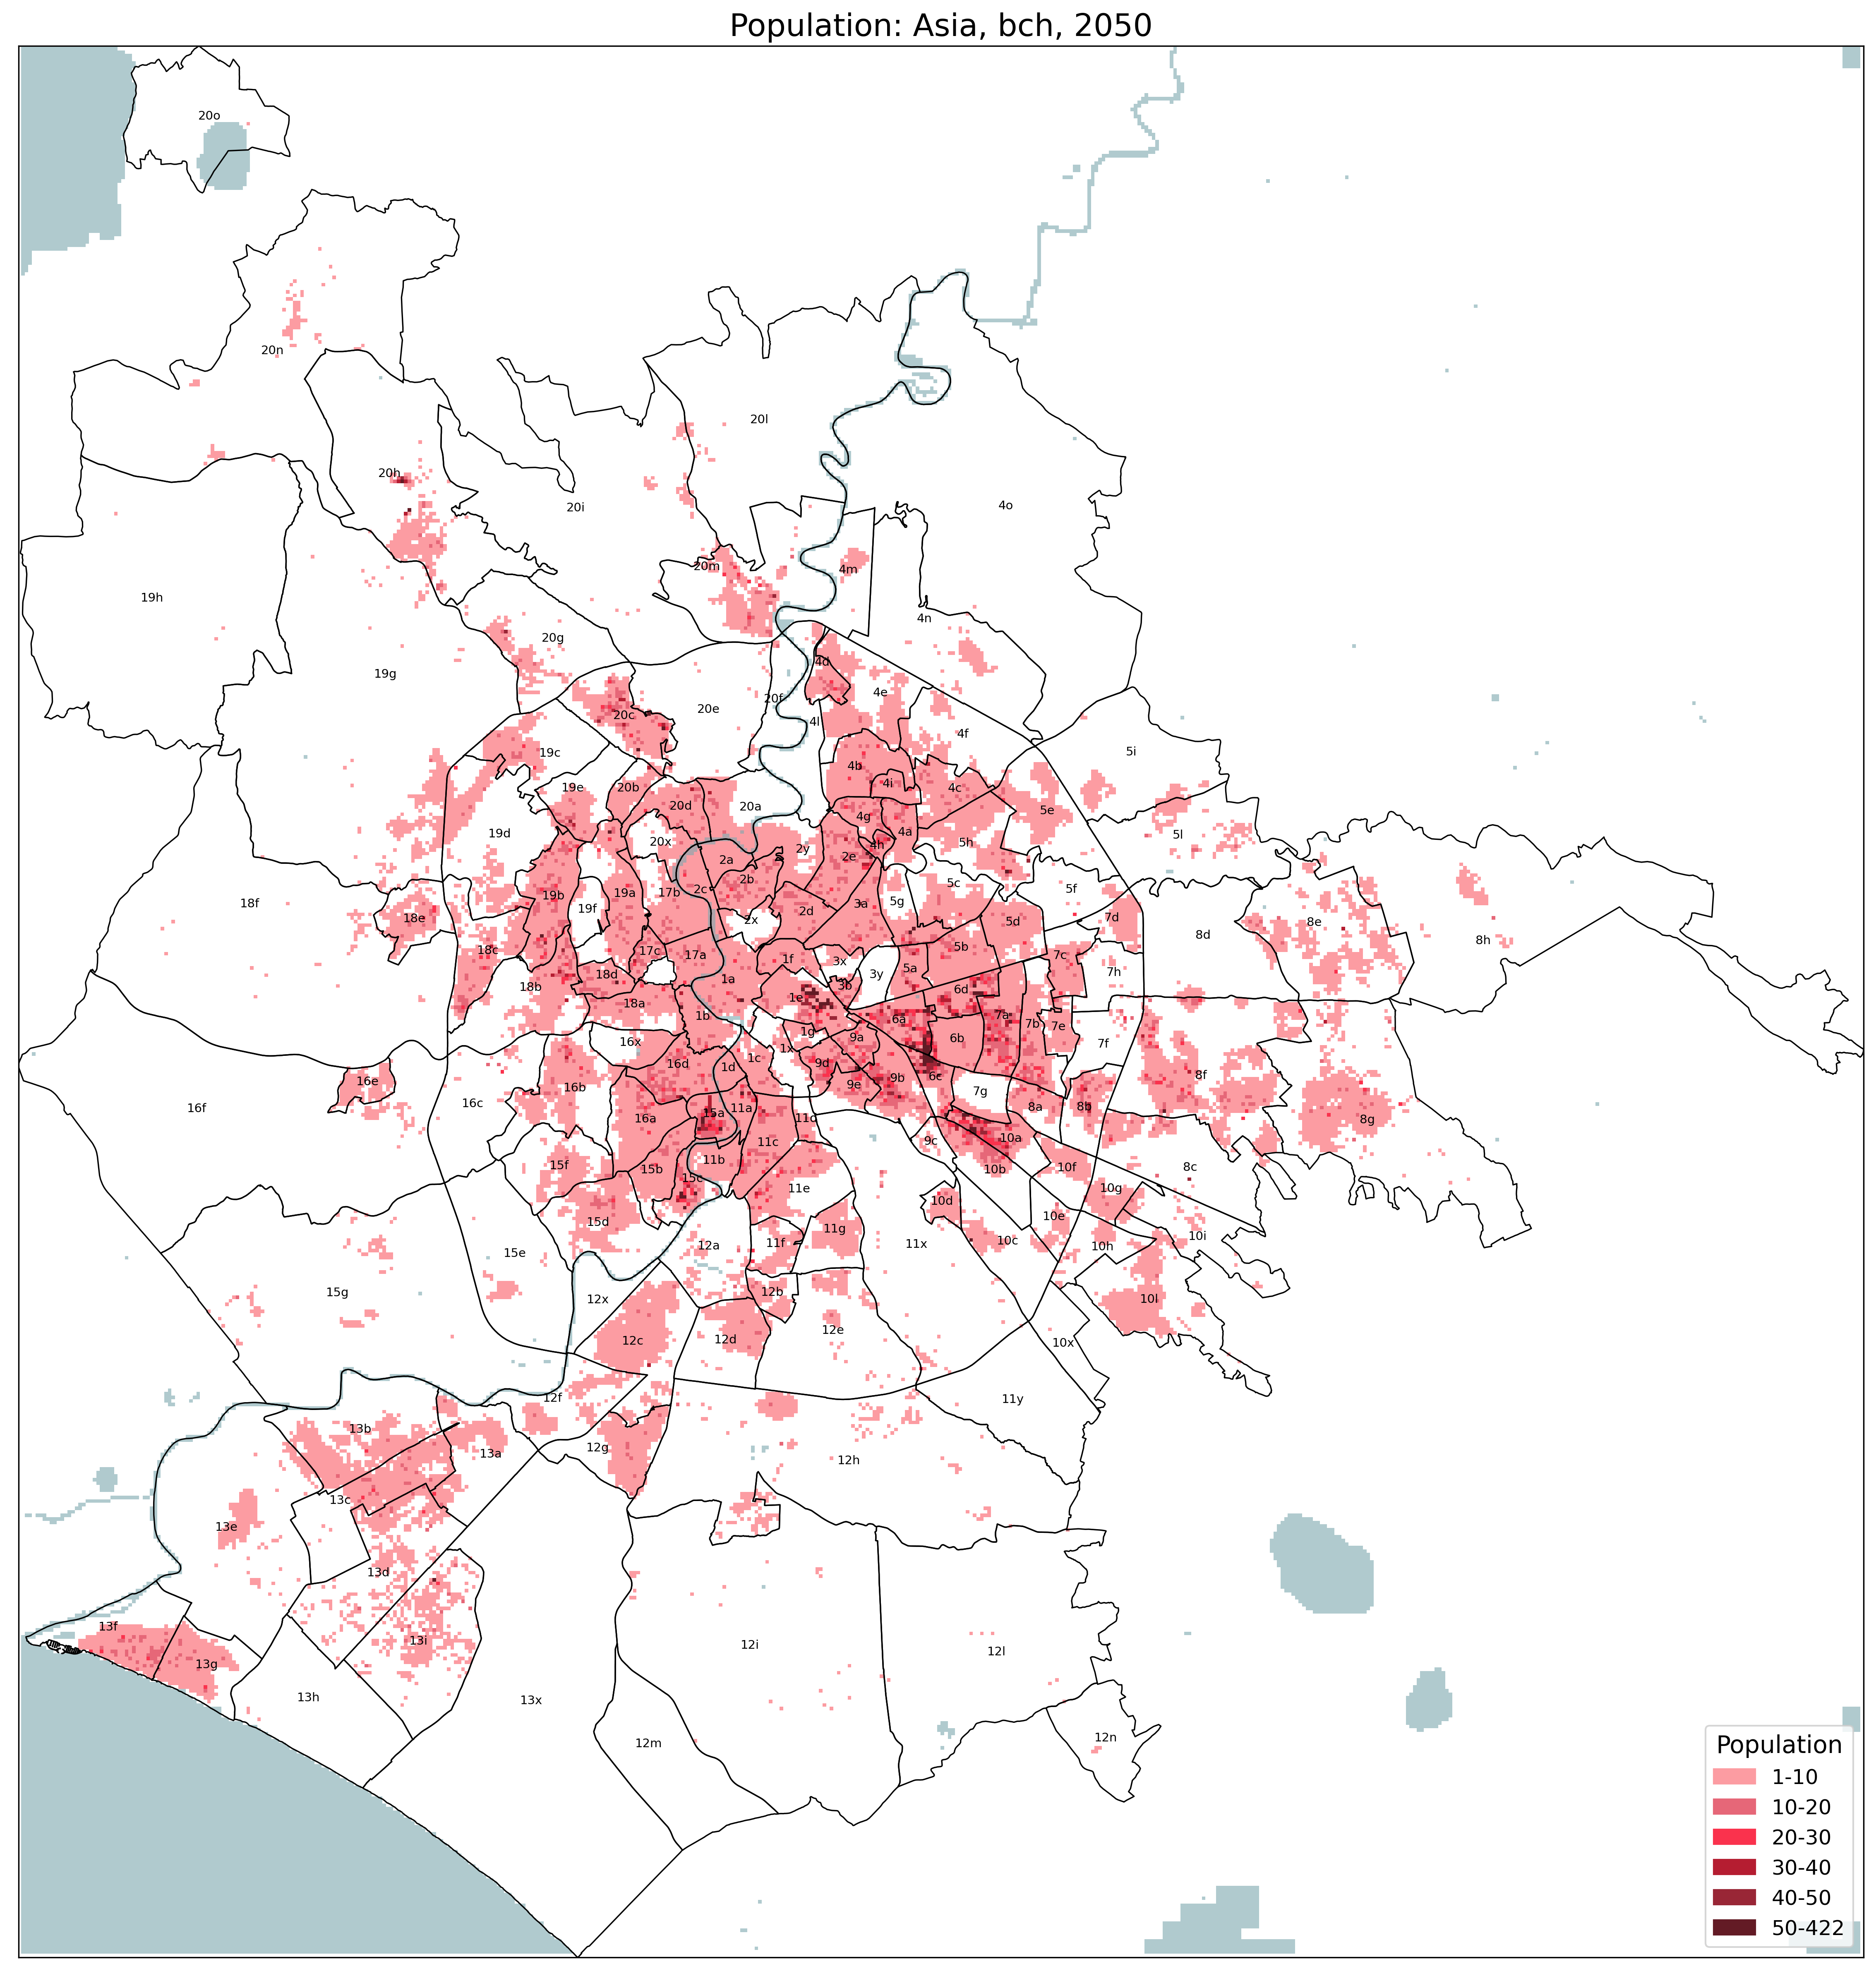 Population: Asia, bch, 2050
20o
20n
20l
20h
20i
4o
20m
4m
19h
4n
20g
19g
4d
20f
4e
20c
20e
4l
4f
19c
5i
4b
4i
19e
20b
4c
20d
20a
5e
4g
19d
4a
5l
20x
4h
5h
2y
2a
2e
2b
5c
5f
19b
19a
17b
2c
18f
19f
2d
3a
5g
18e
2x
5d
7d
8e
8d
8h
18c
17c
17a
5b
7c
1f
3x
18d
5a
7h
3y
1a
18b
3b
6d
1e
18a
1b
6a
7a
7b
7e
1g
9a
6b
16x
1x
7f
1c
16d
1d
9d
8f
16e
6c
9b
16b
9e
7g
16c
16f
11a
8a
8b
15a
16a
11d
8g
10a
11c
9c
11b
15f
15b
10b
10f
8c
15c
11e
10g
10d
15d
10e
11g
10i
12a
11f
11x
10c
10h
15e
15g
12b
12x
10l
12e
12c
12d
10x
12f
11y
13b
12g
13a
12h
13c
13e
13d
13f
13i
12i
12l
13g
13h
13x
12n
12m
Population
1-10
10-20
20-30
30-40
40-50
50-422